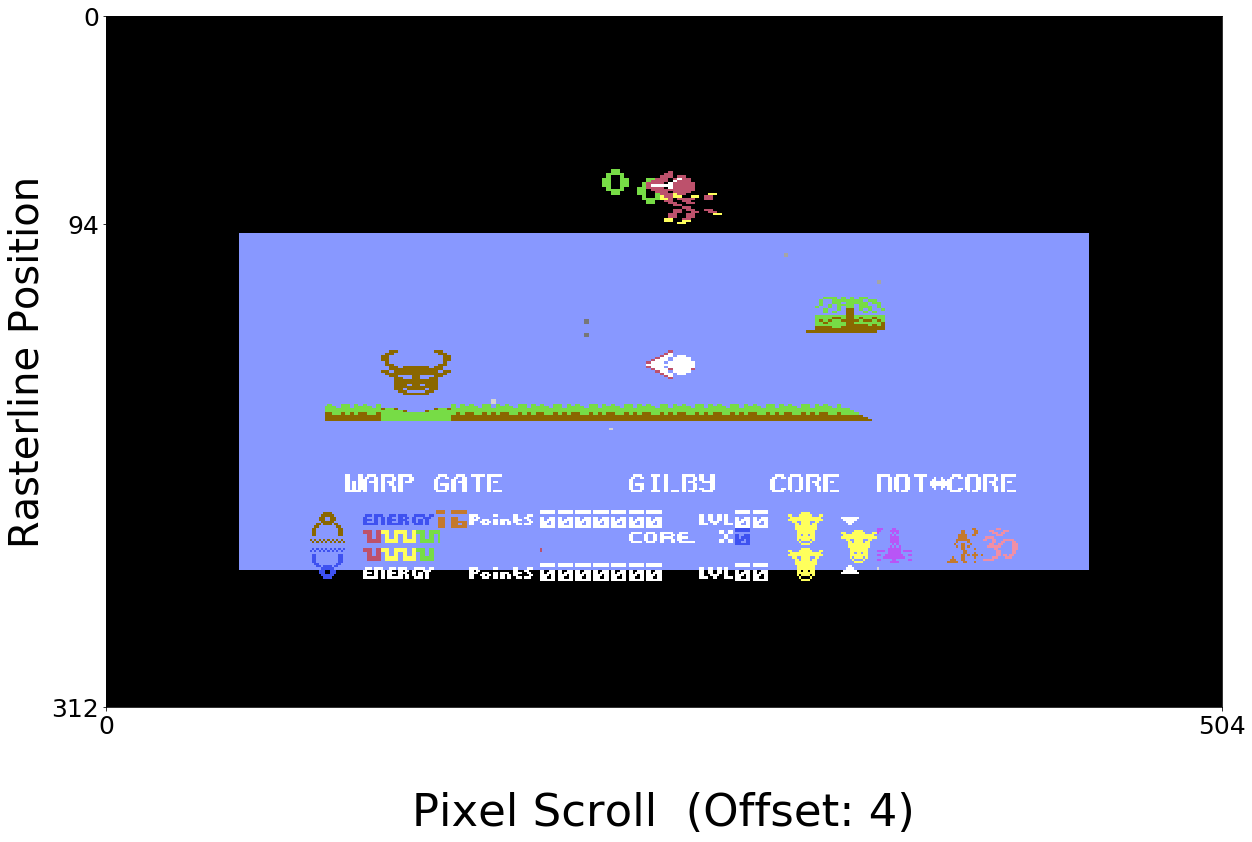 0
94
312
0 504
Rasterline Position
WARP GATE GILBY CORE NOT↔CORE
ENERGY 16 Points 0000000 LVL00
CORE X0
ENERGY Points 0000000 LVL00
ॐ
Pixel Scroll (Offset: 4)